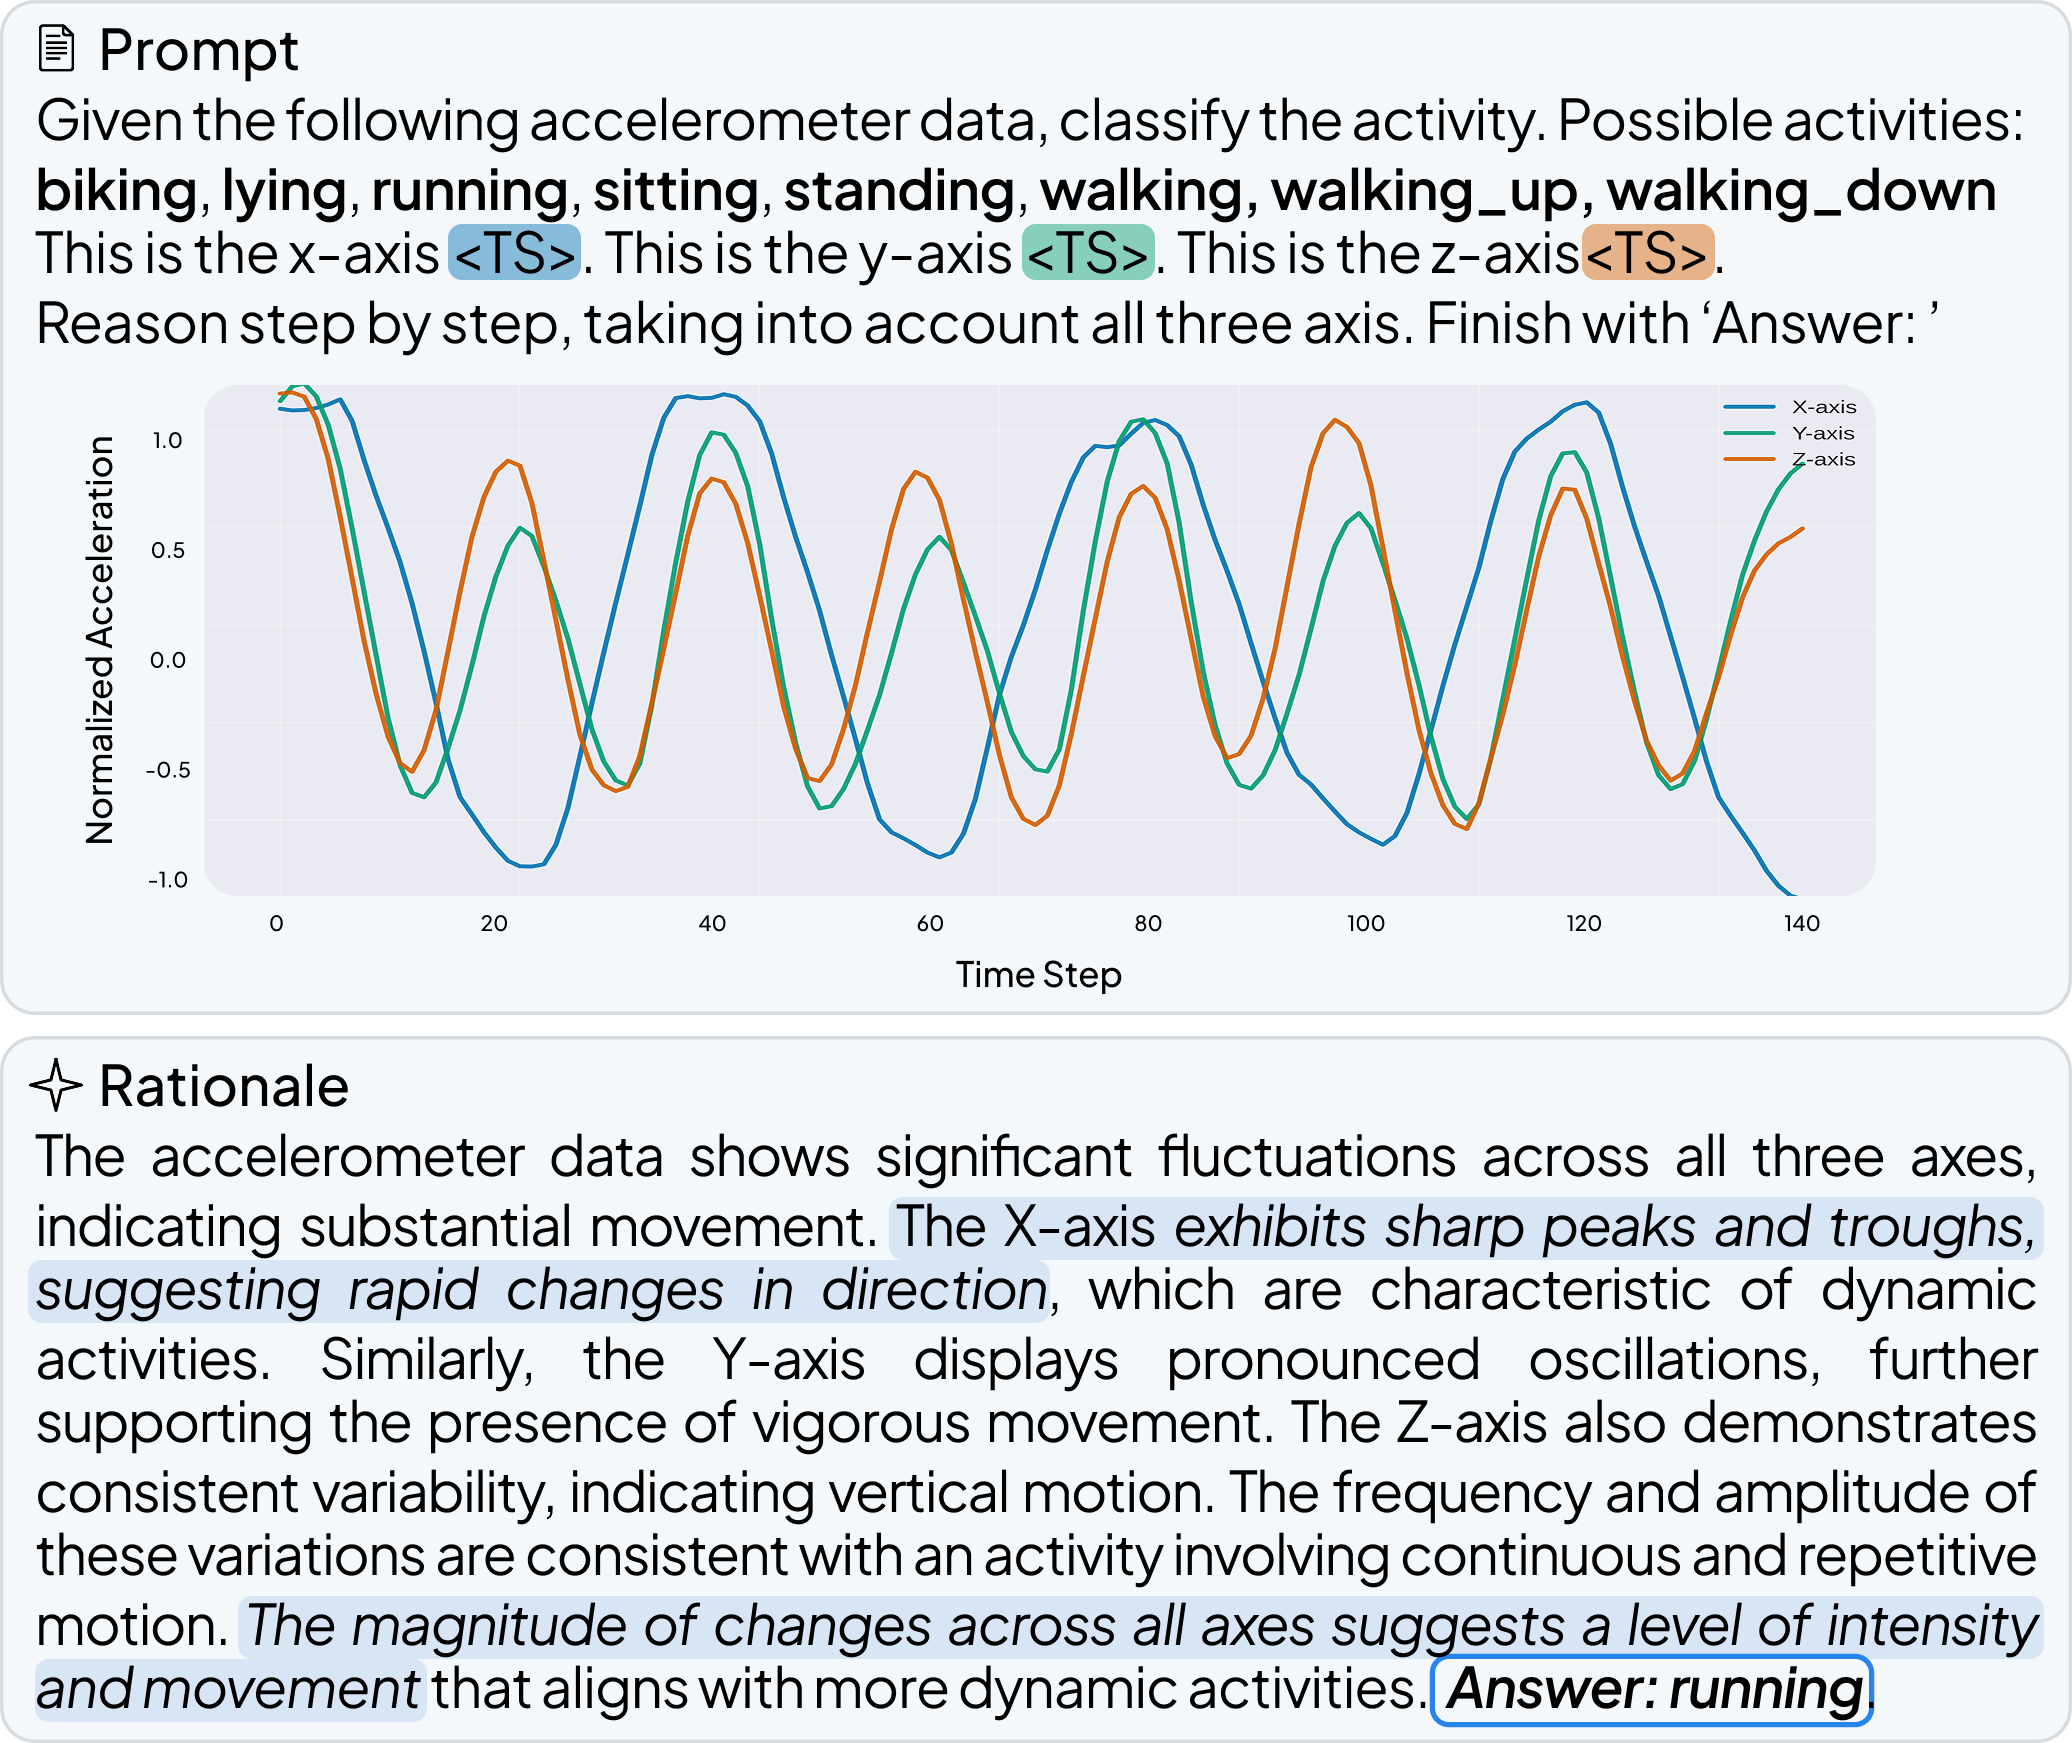 Prompt
Given the following accelerometer data, classify the activity. Possible activities:
biking, lying, running, sitting, standing, walking, walking_up, walking_down
This is the x-axis <TS>. This is the y-axis <TS>. This is the z-axis<TS>.
Reason step by step, taking into account all three axis. Finish with ‘Answer: ’
X-axis
Y-axis
Z-axis
Normalized Acceleration
1.0
0.5
0.0
-0.5
-1.0
0 20 40 60 80 100 120 140
Time Step
Rationale
The accelerometer data shows significant fluctuations across all three axes,
indicating substantial movement. The X-axis exhibits sharp peaks and troughs,
suggesting rapid changes in direction, which are characteristic of dynamic
activities. Similarly, the Y-axis displays pronounced oscillations, further
supporting the presence of vigorous movement. The Z-axis also demonstrates
consistent variability, indicating vertical motion. The frequency and amplitude of
these variations are consistent with an activity involving continuous and repetitive
motion. The magnitude of changes across all axes suggests a level of intensity
and movement that aligns with more dynamic activities. Answer: running.